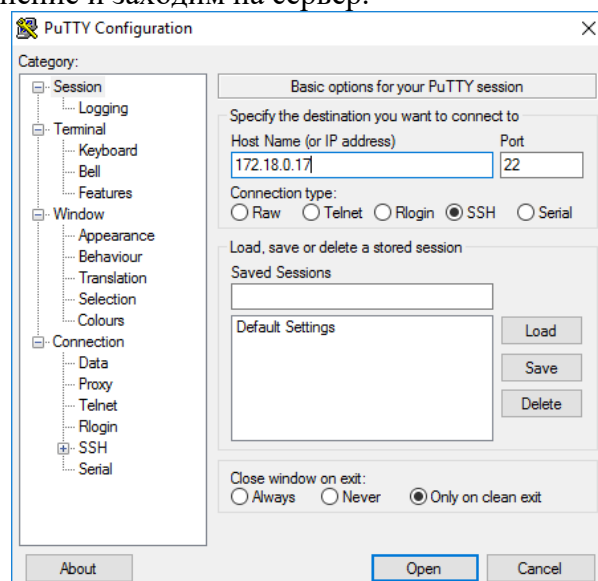 и заходим на сервер.
PuTTY Configuration
Category:
Session
Logging
Terminal
Keyboard
Bell
Features
Window
Appearance
Behaviour
Translation
Selection
Colours
Connection
Data
Proxy
Telnet
Rlogin
SSH
Serial
Basic options for your PuTTY session
Specify the destination you want to connect to
Host Name (or IP address) Port
172.18.0.17 22
Connection type:
Raw Telnet Rlogin SSH Serial
Load, save or delete a stored session
Saved Sessions
Default Settings
Load
Save
Delete
Close window on exit:
Always Never Only on clean exit
About Open Cancel